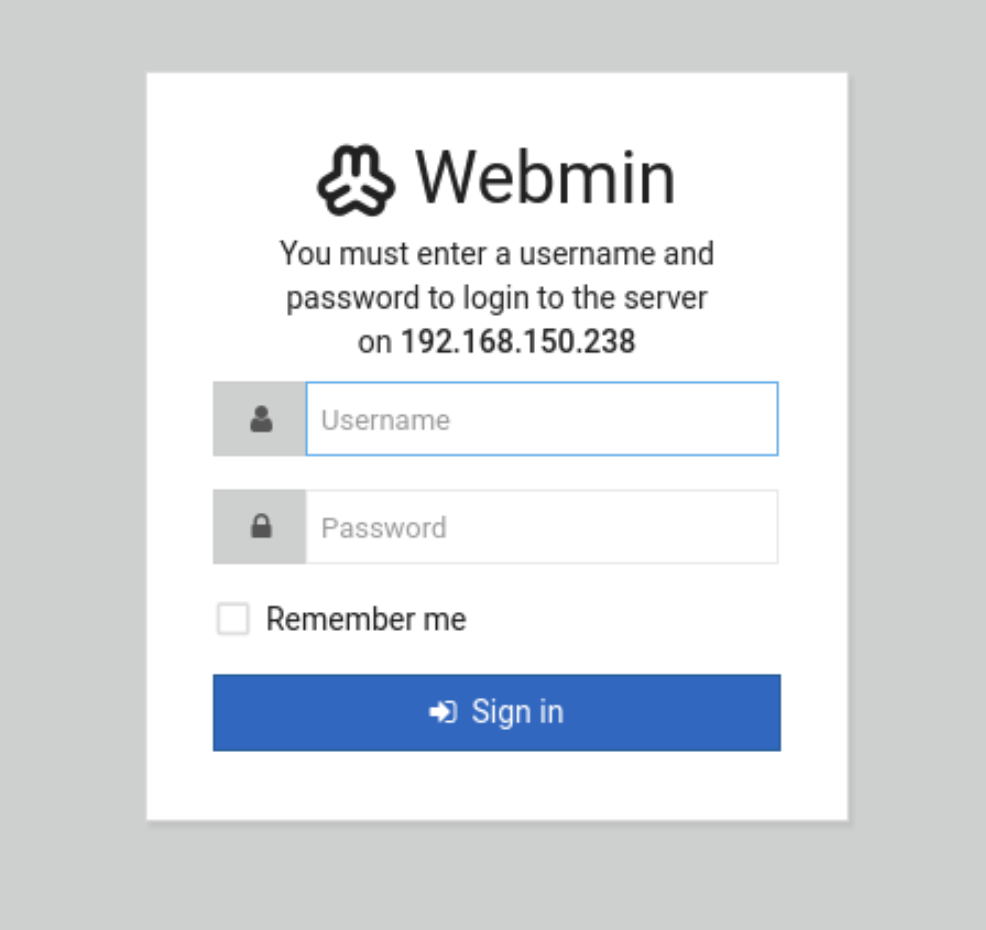 Webmin
You must enter a username and
password to login to the server
on 192.168.150.238
Username
Password
Remember me
Sign in